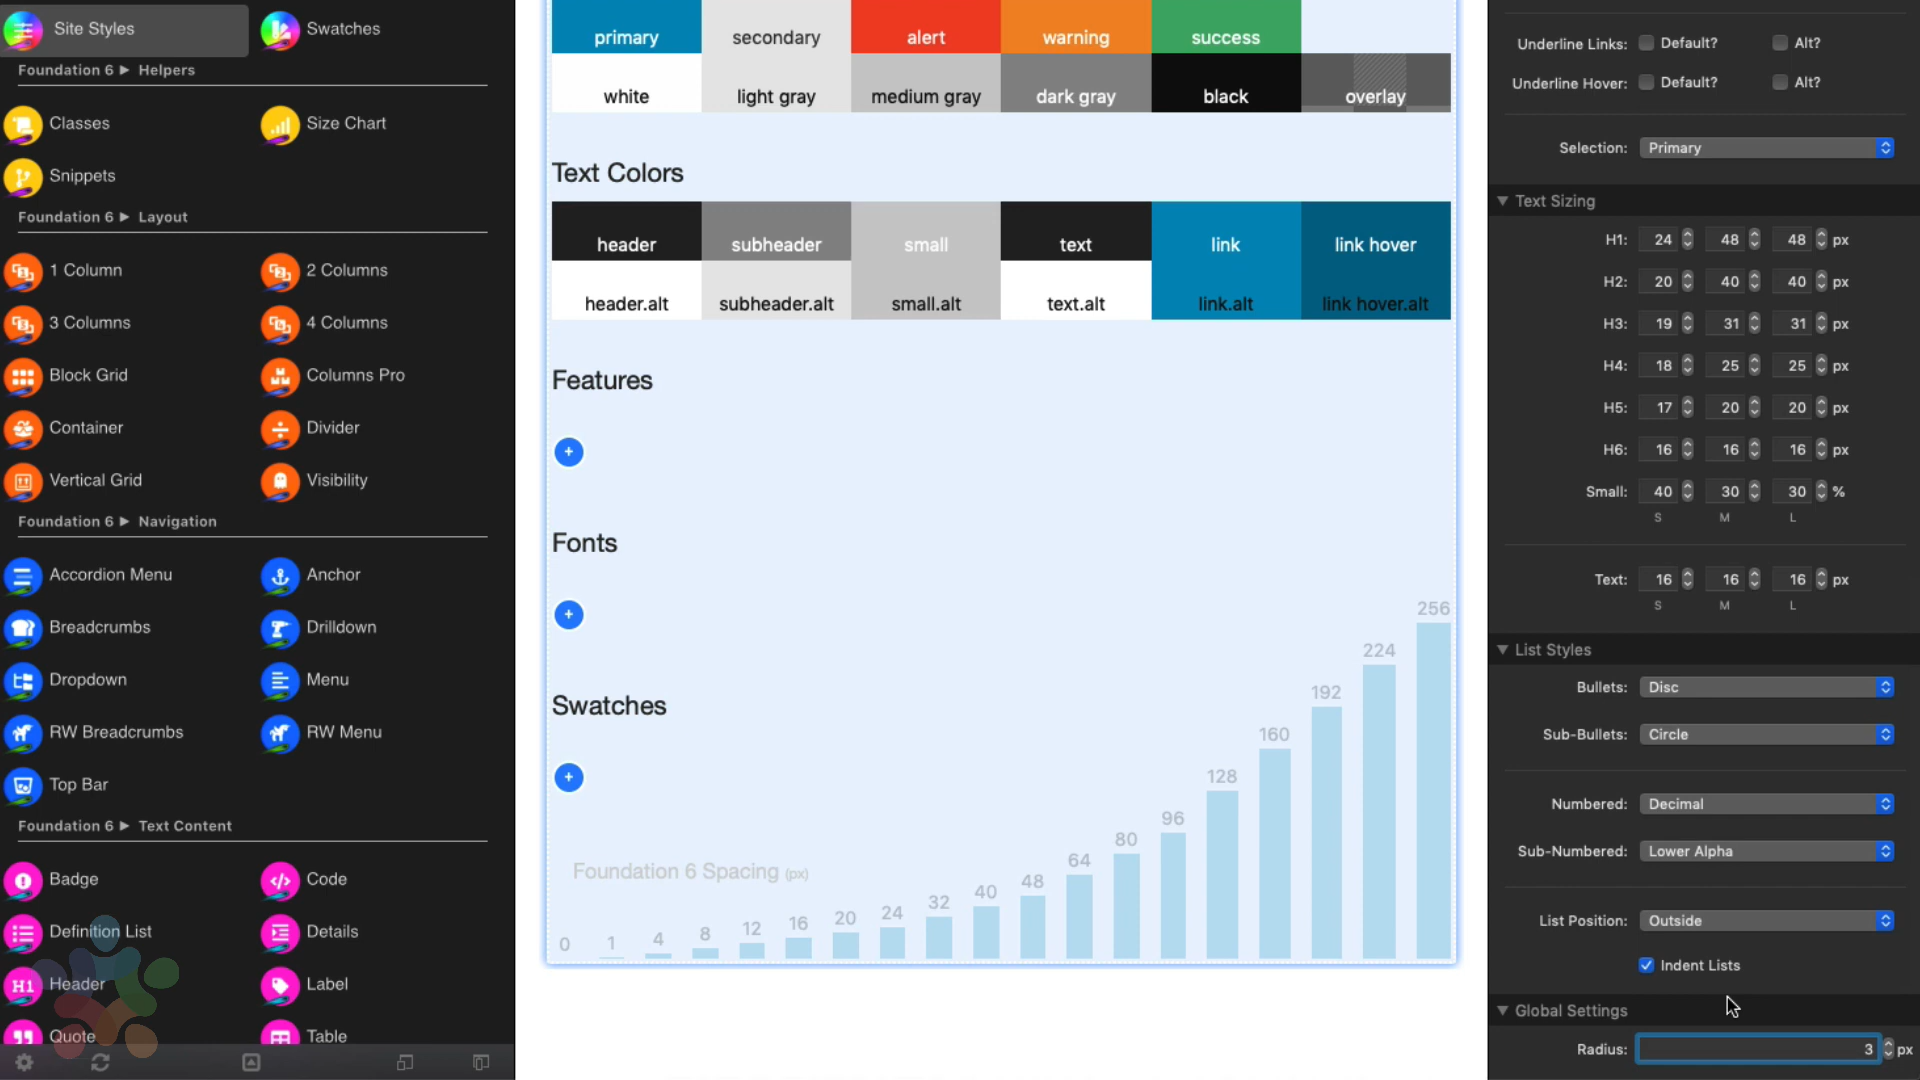 Site Styles
Swatches
Foundation 6 ▶ Helpers
Classes
Size Chart
Snippets
Foundation 6 ▶ Layout
1 Column
2 Columns
3 Columns
4 Columns
Block Grid
Columns Pro
Container
Divider
Vertical Grid
Visibility
Foundation 6 ▶ Navigation
Accordion Menu
Anchor
Breadcrumbs
Drilldown
Dropdown
Menu
RW Breadcrumbs
RW Menu
Top Bar
Foundation 6 ▶ Text Content
Badge
Code
Definition List
Details
H1 Header
Label
Quote
Table
primary secondary alert warning success
white light gray medium gray dark gray black overlay
Text Colors
header subheader small text link link hover
header.alt subheader.alt small.alt text.alt link.alt link hover.alt
Features
+
Fonts
+
Swatches
+
Foundation 6 Spacing (px)
0 1 4 8 12 16 20 24 32 40 48 64 80 96 128 160 192 224 256
Underline Links: Default? Alt?
Underline Hover: Default? Alt?
Selection: Primary
Text Sizing
H1: 24 48 48 px
H2: 20 40 40 px
H3: 19 31 31 px
H4: 18 25 25 px
H5: 17 20 20 px
H6: 16 16 16 px
Small: 40 30 30 %
S M L
Text: 16 16 16 px
S M L
List Styles
Bullets: Disc
Sub-Bullets: Circle
Numbered: Decimal
Sub-Numbered: Lower Alpha
List Position: Outside
Indent Lists
Global Settings
Radius: 3 px